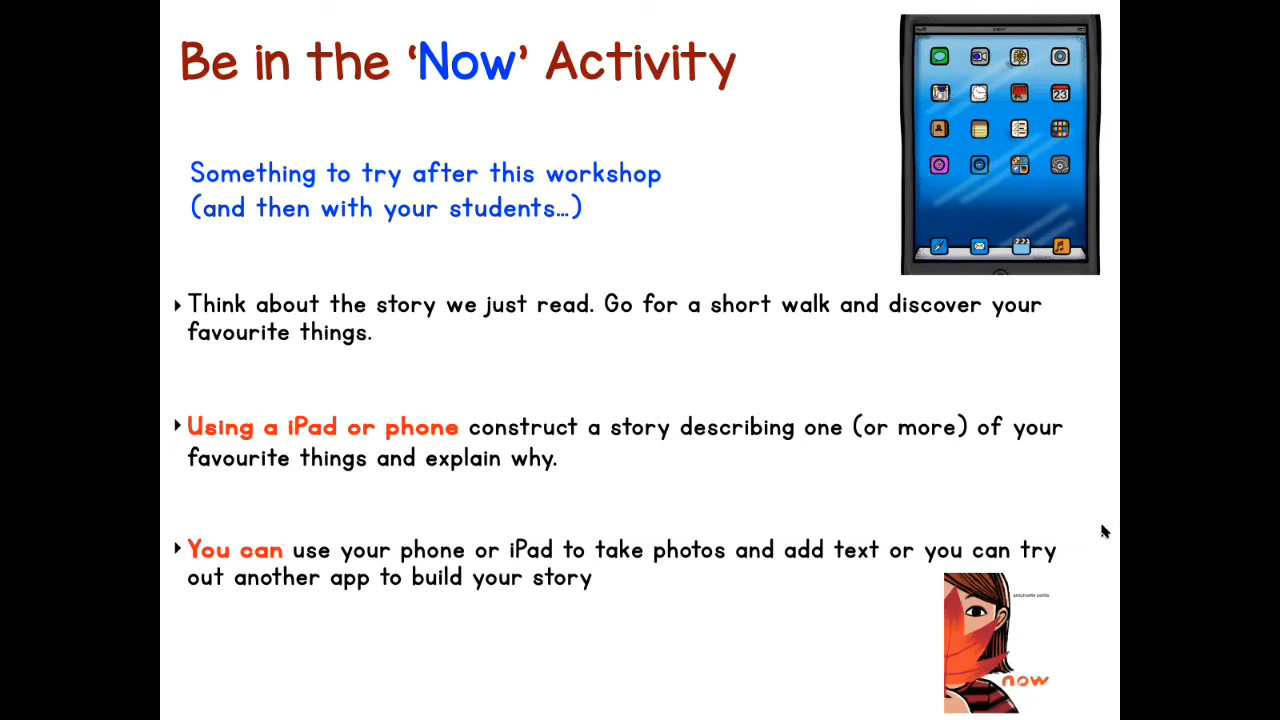 Be in the ‘Now’ Activity
Something to try after this workshop
(and then with your students...)
Think about the story we just read. Go for a short walk and discover your
favourite things.
Using a iPad or phone construct a story describing one (or more) of your
favourite things and explain why.
You can use your phone or iPad to take photos and add text or you can try
out another app to build your story
antoinette portis
now
23